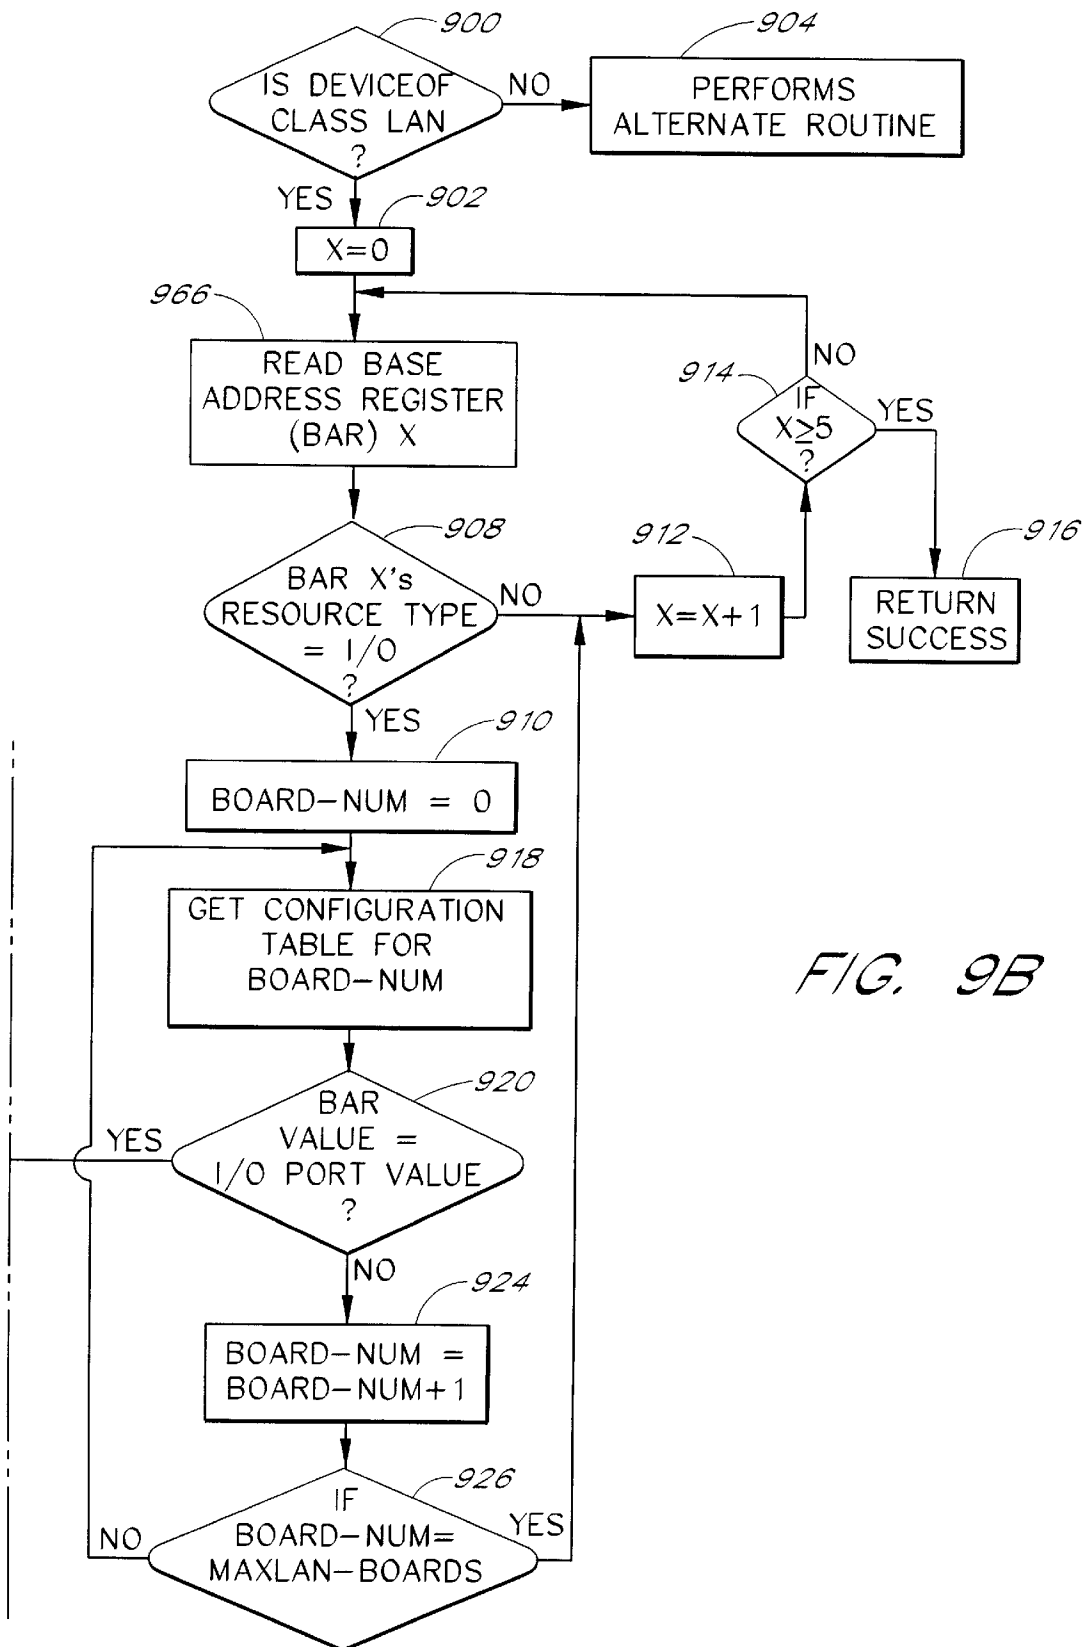 900
IS DEVICEOF
CLASS LAN
?
NO
904
PERFORMS
ALTERNATE ROUTINE
YES
902
X=0
966
READ BASE
ADDRESS REGISTER
(BAR) X
NO
914
IF
X≥5
?
YES
908
BAR X's
RESOURCE TYPE
= I/O
?
NO
912
X=X+1
916
RETURN
SUCCESS
YES
910
BOARD-NUM = 0
918
GET CONFIGURATION
TABLE FOR
BOARD-NUM
FIG. 9B
920
BAR
VALUE =
I/O PORT VALUE
?
YES
NO
924
BOARD-NUM =
BOARD-NUM+1
926
IF
BOARD-NUM=
MAXLAN-BOARDS
NO
YES